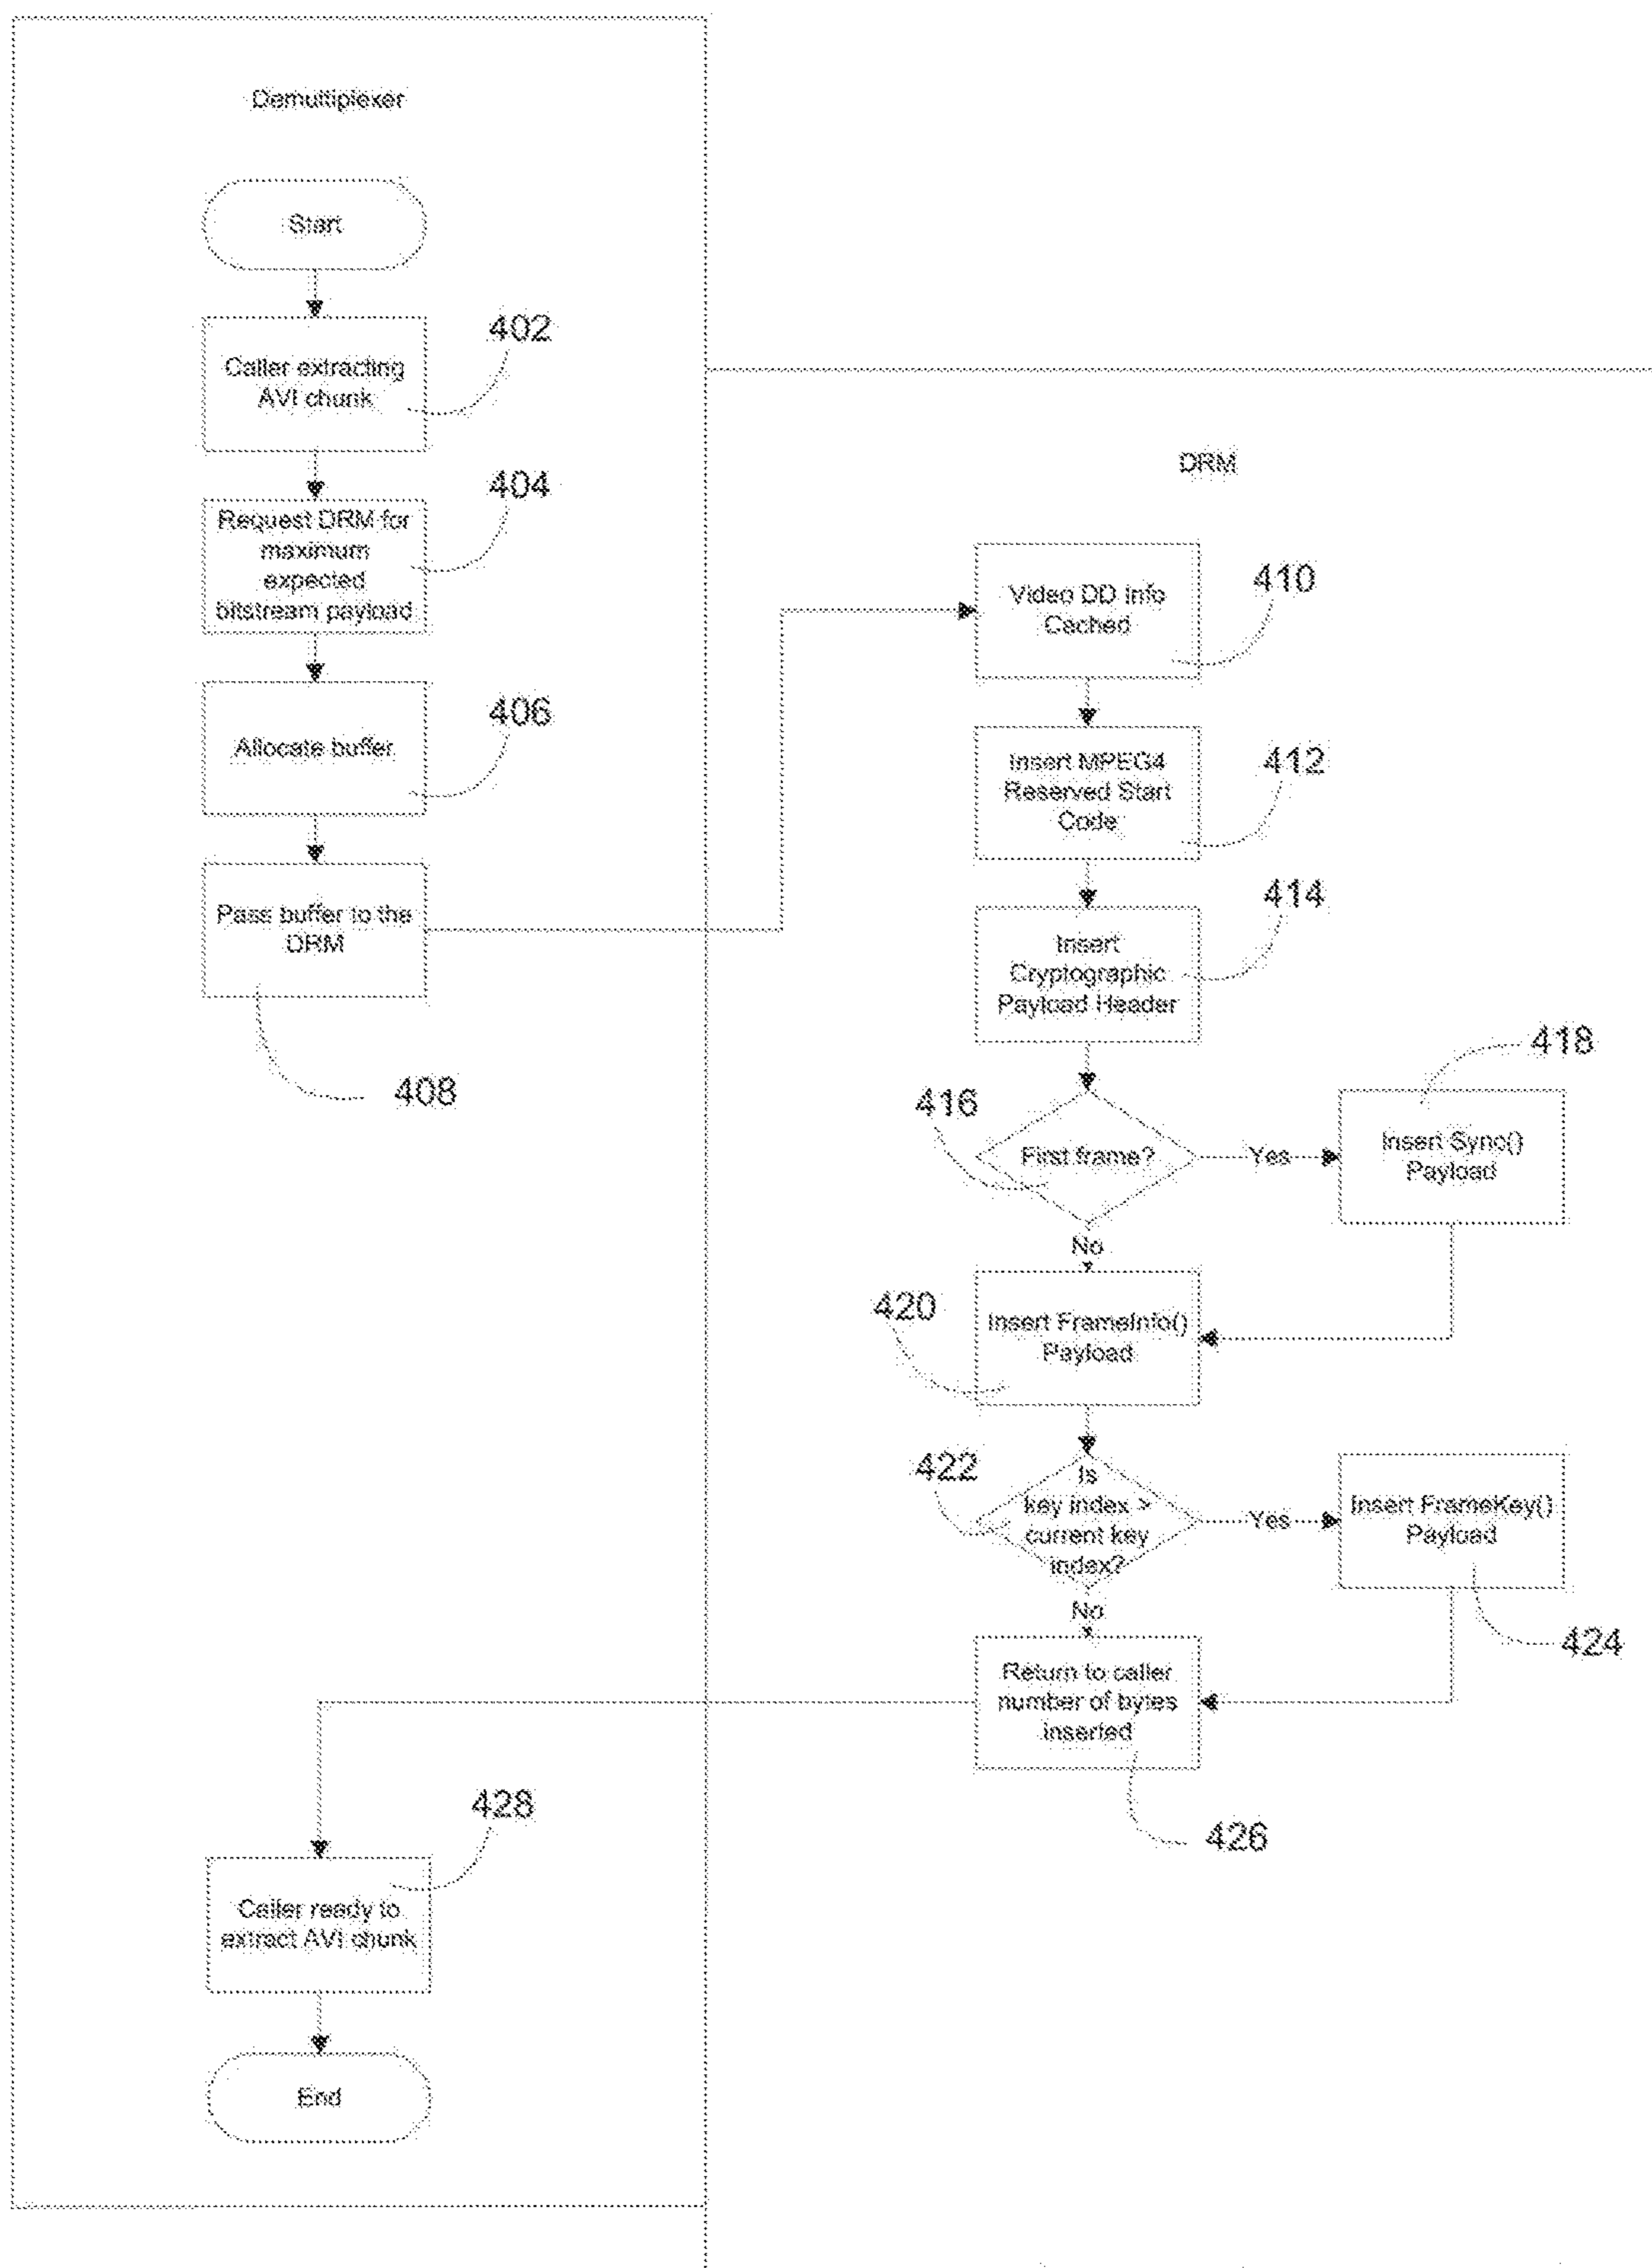 Demultiplexer
Start
402
Caller extracting
AVI chunk
404
Request DRM for
maximum
expected
bitstream payload
406
Allocate buffer
Pass buffer to the
DRM
408
DRM
410
Video DD Info
Cached
412
Insert MPEG4
Reserved Start
Code
414
Insert
Cryptographic
Payload Header
416
First frame?
Yes
418
Insert Sync()
Payload
No
420
Insert FrameInfo()
Payload
422
Is
key index >
current key
index?
Yes
Insert FrameKey()
Payload
424
No
Return to caller
number of bytes
inserted
426
428
Caller ready to
extract AVI chunk
End